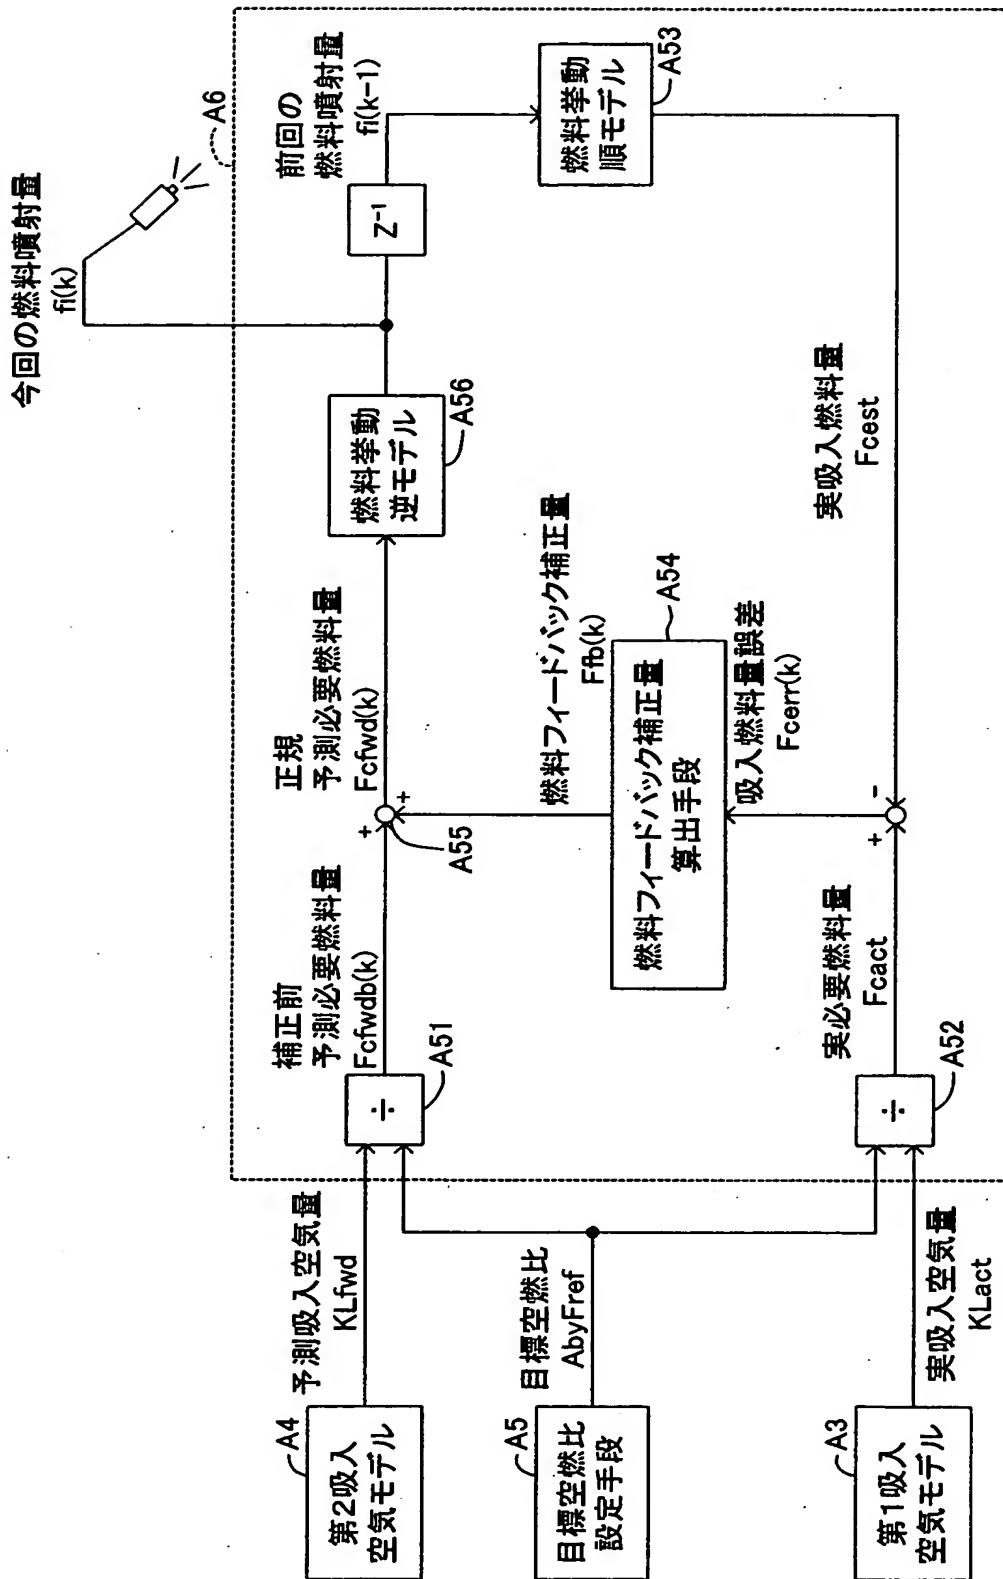 今回の燃料噴射量
fi(k)
A6
前回の
燃料噴射量
fi(k-1)
Z⁻¹
燃料挙動
順モデル
A53
燃料挙動
逆モデル
A56
実吸入燃料量
Fcest
正規
予測必要燃料量
Fcfwd(k)
燃料フィードバック補正量
Ffb(k)
燃料フィードバック補正量
算出手段
A54
吸入燃料量誤差
Fcerr(k)
+
+
A55
+
-
補正前
予測必要燃料量
Fcfwdb(k)
÷
A51
実必要燃料量
Fcact
÷
A52
予測吸入空気量
KLfwd
目標空燃比
AbyFref
実吸入空気量
KLact
A4
第2吸入
空気モデル
A5
目標空燃比
設定手段
A3
第1吸入
空気モデル